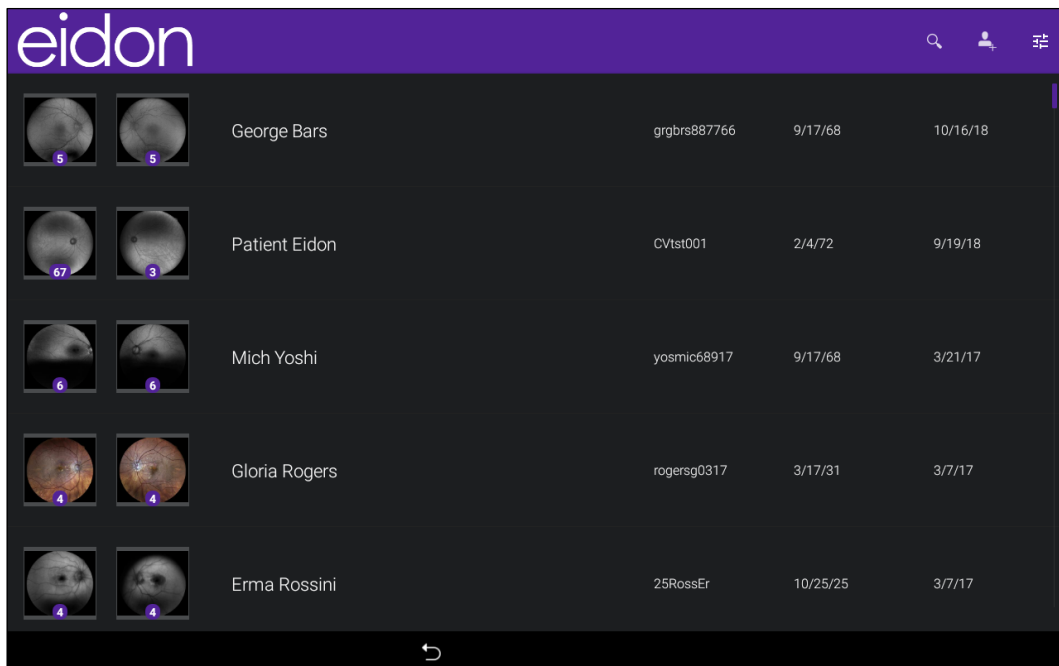 eidon
5 5 George Bars grgbrs887766 9/17/68 10/16/18
67 3 Patient Eidon CVtst001 2/4/72 9/19/18
6 6 Mich Yoshi yosmic68917 9/17/68 3/21/17
4 4 Gloria Rogers rogersg0317 3/17/31 3/7/17
4 4 Erma Rossini 25RossEr 10/25/25 3/7/17